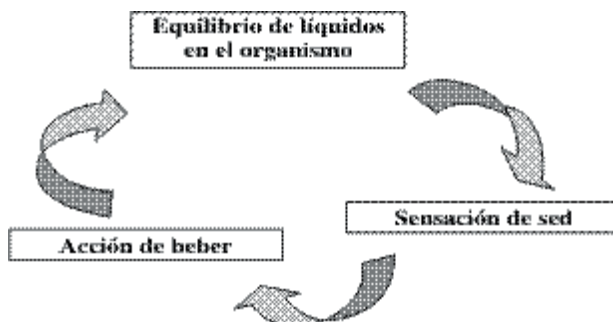 Equilibrio de líquidos
en el organismo
Sensación de sed
Acción de beber